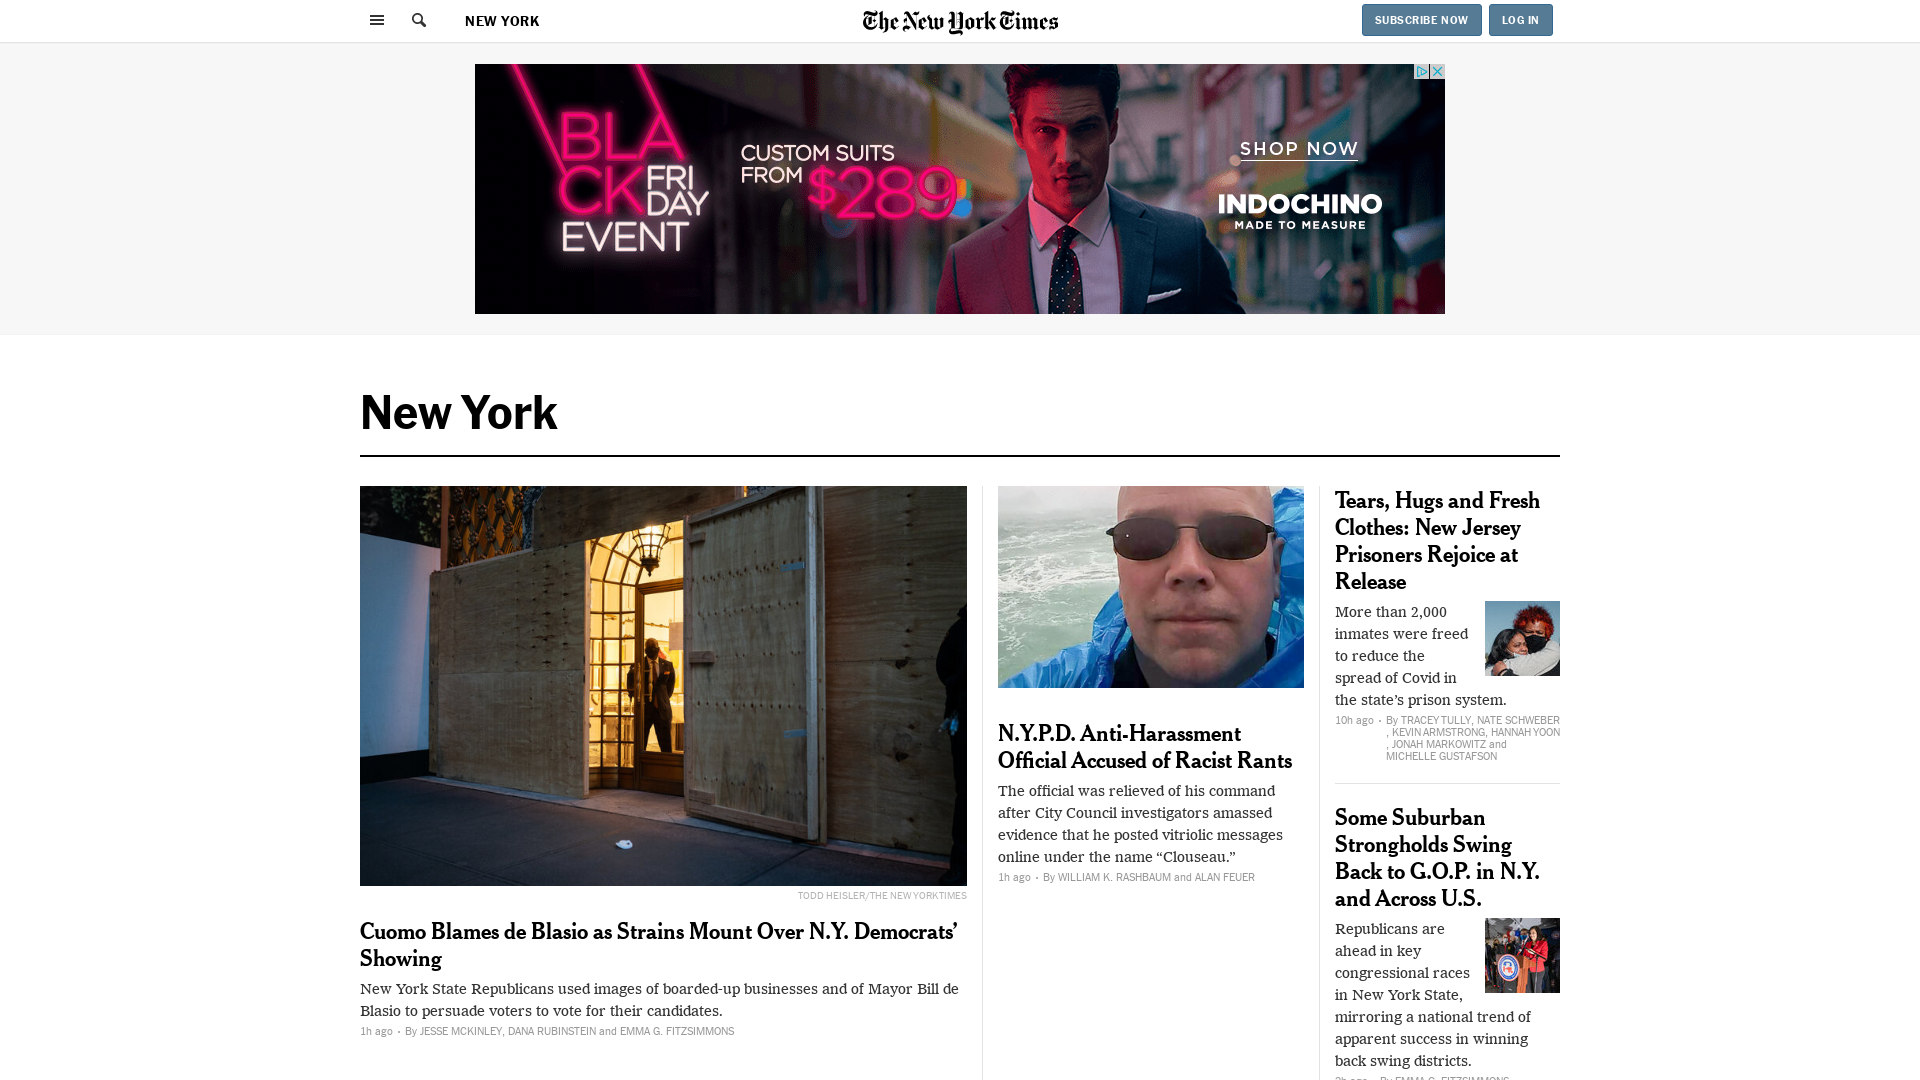 NEW YORK
The New York Times
SUBSCRIBE NOW
LOG IN
BLA
CK
FRI
DAY
EVENT
CUSTOM SUITS
FROM $289
SHOP NOW
INDOCHINO
MADE TO MEASURE
New York
TODD HEISLER/THE NEW YORK TIMES
Cuomo Blames de Blasio as Strains Mount Over N.Y. Democrats’
Showing
New York State Republicans used images of boarded-up businesses and of Mayor Bill de
Blasio to persuade voters to vote for their candidates.
1h ago • By JESSE MCKINLEY, DANA RUBINSTEIN and EMMA G. FITZSIMMONS
N.Y.P.D. Anti-Harassment
Official Accused of Racist Rants
The official was relieved of his command
after City Council investigators amassed
evidence that he posted vitriolic messages
online under the name “Clouseau.”
1h ago • By WILLIAM K. RASHBAUM and ALAN FEUER
Tears, Hugs and Fresh
Clothes: New Jersey
Prisoners Rejoice at
Release
More than 2,000
inmates were freed
to reduce the
spread of Covid in
the state’s prison system.
10h ago • By TRACEY TULLY, NATE SCHWEBER
, KEVIN ARMSTRONG, HANNAH YOON
, JONAH MARKOWITZ and
MICHELLE GUSTAFSON
Some Suburban
Strongholds Swing
Back to G.O.P. in N.Y.
and Across U.S.
Republicans are
ahead in key
congressional races
in New York State,
mirroring a national trend of
apparent success in winning
back swing districts.